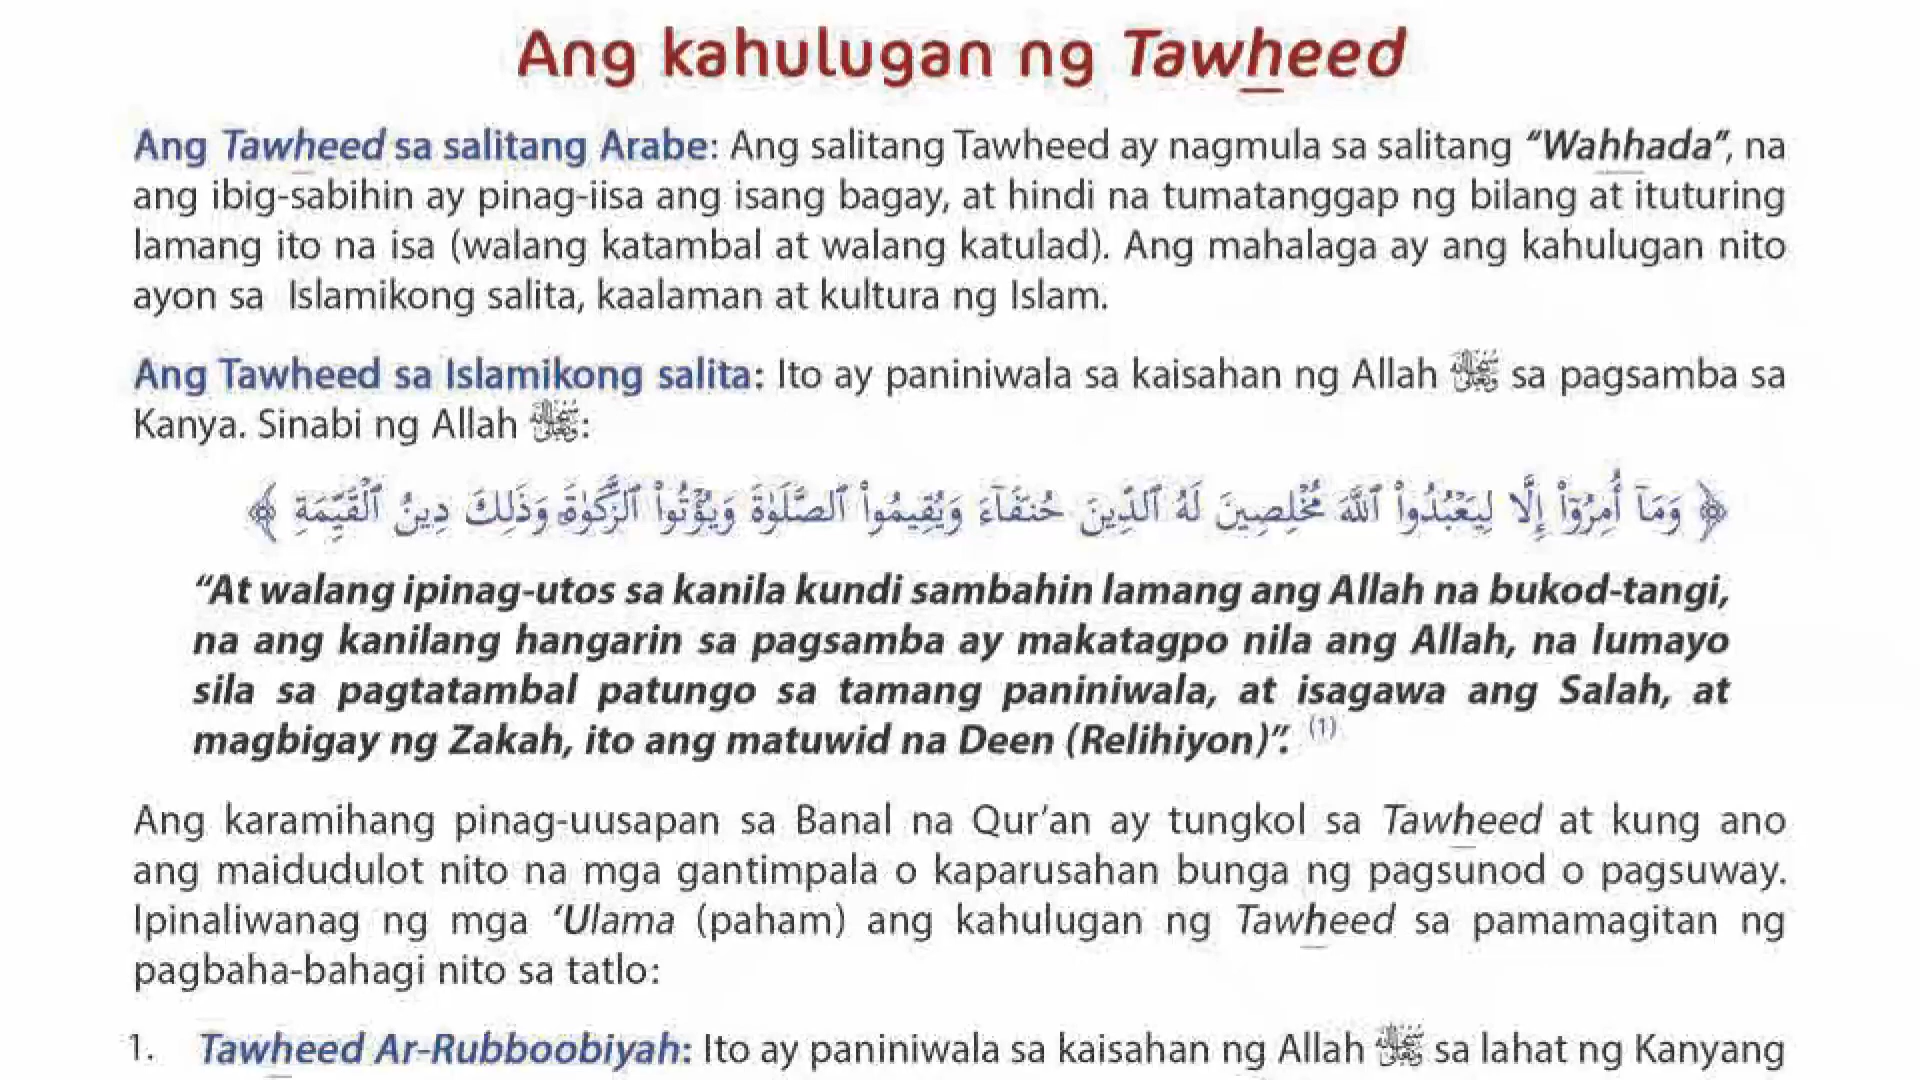 Ang kahulugan ng Tawheed
Ang Tawheed sa salitang Arabe: Ang salitang Tawheed ay nagmula sa salitang “Wahhada”, na
ang ibig-sabihin ay pinag-iisa ang isang bagay, at hindi na tumatanggap ng bilang at ituturing
lamang ito na isa (walang katambal at walang katulad). Ang mahalaga ay ang kahulugan nito
ayon sa Islamikong salita, kaalaman at kultura ng Islam.
Ang Tawheed sa Islamikong salita: Ito ay paniniwala sa kaisahan ng Allah ﷻ sa pagsamba sa
Kanya. Sinabi ng Allah ﷻ:
﴿ وَمَآ أُمِرُوٓاْ إِلَّا لِيَعۡبُدُواْ ٱللَّهَ مُخۡلِصِينَ لَهُ ٱلدِّينَ حُنَفَآءَ وَيُقِيمُواْ ٱلصَّلَوٰةَ وَيُؤۡتُواْ ٱلزَّكَوٰةَ وَذَٰلِكَ دِينُ ٱلۡقَيِّمَةِ ﴾
“At walang ipinag-utos sa kanila kundi sambahin lamang ang Allah na bukod-tangi,
na ang kanilang hangarin sa pagsamba ay makatagpo nila ang Allah, na lumayo
sila sa pagtatambal patungo sa tamang paniniwala, at isagawa ang Salah, at
magbigay ng Zakah, ito ang matuwid na Deen (Relihiyon)”. (1)
Ang karamihang pinag-uusapan sa Banal na Qur’an ay tungkol sa Tawheed at kung ano
ang maidudulot nito na mga gantimpala o kaparusahan bunga ng pagsunod o pagsuway.
Ipinaliwanag ng mga ‘Ulama (paham) ang kahulugan ng Tawheed sa pamamagitan ng
pagbaha-bahagi nito sa tatlo:
1. Tawheed Ar-Rubboobiyah: Ito ay paniniwala sa kaisahan ng Allah ﷻ sa lahat ng Kanyang